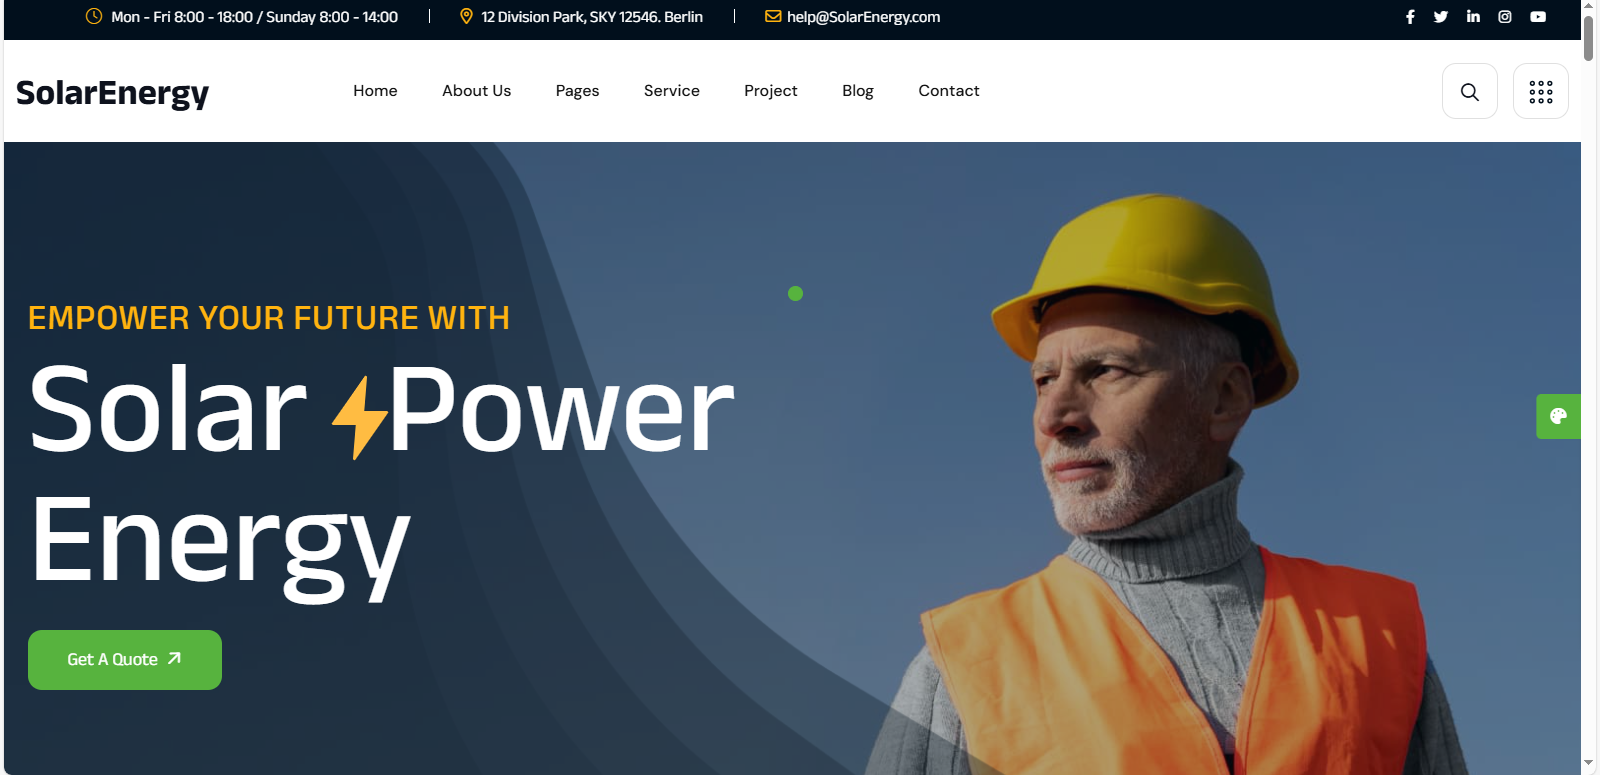 Mon - Fri 8:00 - 18:00 / Sunday 8:00 - 14:00
12 Division Park, SKY 12546. Berlin
help@SolarEnergy.com
SolarEnergy
Home
About Us
Pages
Service
Project
Blog
Contact
EMPOWER YOUR FUTURE WITH
Solar Power
Energy
Get A Quote